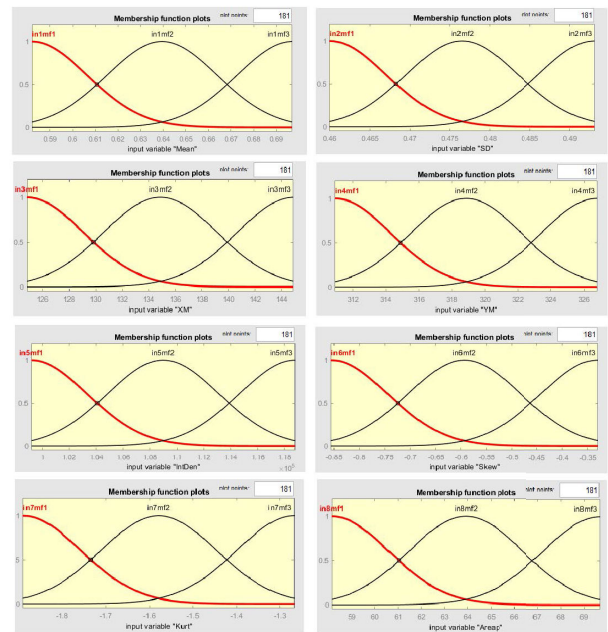 Membership function plots plot points: 181
in1mf1 in1mf2 in1mf3
1
0.5
0
0.59 0.6 0.61 0.62 0.63 0.64 0.65 0.66 0.67 0.68 0.69
input variable "Mean"
Membership function plots plot points: 181
in2mf1 in2mf2 in2mf3
1
0.5
0
0.46 0.465 0.47 0.475 0.48 0.485 0.49
input variable "SD"
Membership function plots plot points: 181
in3mf1 in3mf2 in3mf3
1
0.5
0
126 128 130 132 134 136 138 140 142 144
input variable "XM"
Membership function plots plot points: 181
in4mf1 in4mf2 in4mf3
1
0.5
0
312 314 316 318 320 322 324 326
input variable "YM"
Membership function plots plot points: 181
in5mf1 in5mf2 in5mf3
1
0.5
0
1 1.02 1.04 1.06 1.08 1.1 1.12 1.14 1.16 1.18
input variable "IntDen" ×10⁵
Membership function plots plot points: 181
in6mf1 in6mf2 in6mf3
1
0.5
0
-0.85 -0.8 -0.75 -0.7 -0.65 -0.6 -0.55 -0.5 -0.45 -0.4 -0.35
input variable "Skew"
Membership function plots plot points: 181
in7mf1 in7mf2 in7mf3
1
5
0
-1.8 -1.7 -1.6 -1.5 -1.4 -1.3
input variable "Kurt"
Membership function plots plot points: 181
in8mf1 in8mf2 in8mf3
1
0.5
0
59 60 61 62 63 64 65 66 67 68 69
input variable "Areap"